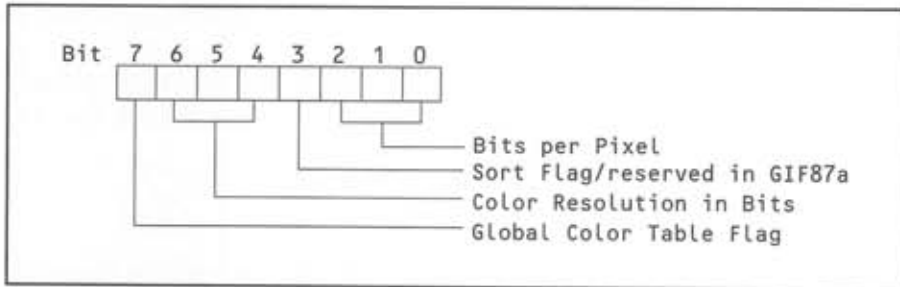 Bit 7 6 5 4 3 2 1 0
Bits per Pixel
Sort Flag/reserved in GIF87a
Color Resolution in Bits
Global Color Table Flag